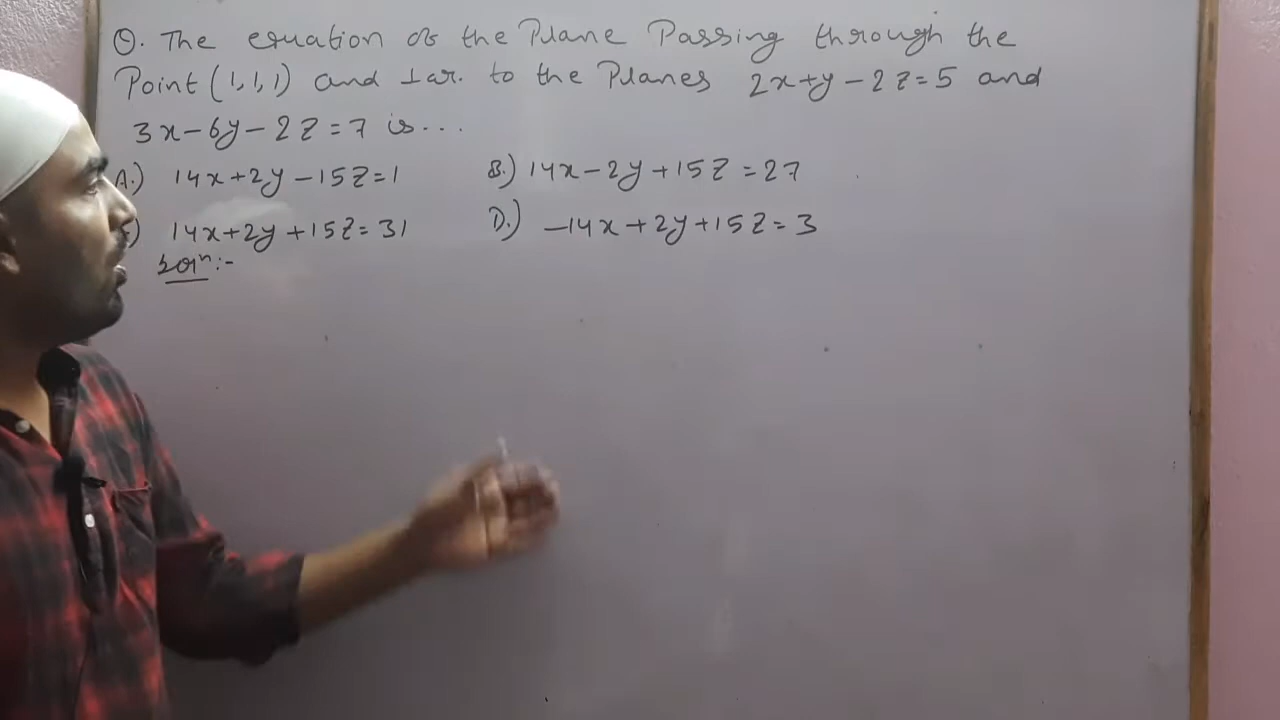 Q. The equation of the Plane Passing through the
Point (1,1,1) and ⊥ar. to the Planes 2x+y-2z=5 and
3x-6y-2z=7 is...
A.) 14x+2y-15z=1 B.) 14x-2y+15z=27
C) 14x+2y+15z=31 D.) -14x+2y+15z=3
Solⁿ:-